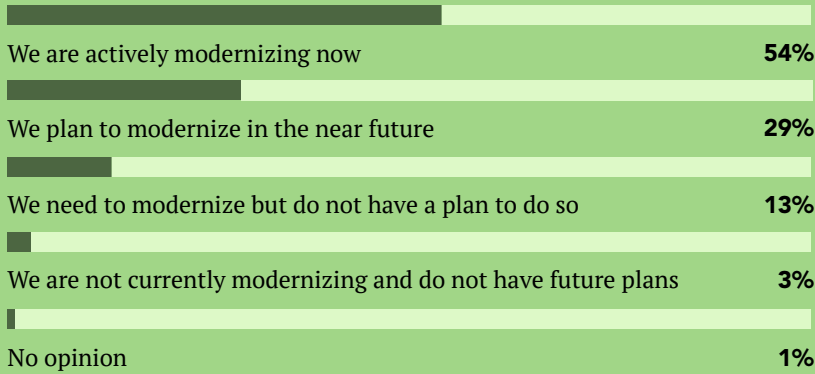 We are actively modernizing now 54%
We plan to modernize in the near future 29%
We need to modernize but do not have a plan to do so 13%
We are not currently modernizing and do not have future plans 3%
No opinion 1%